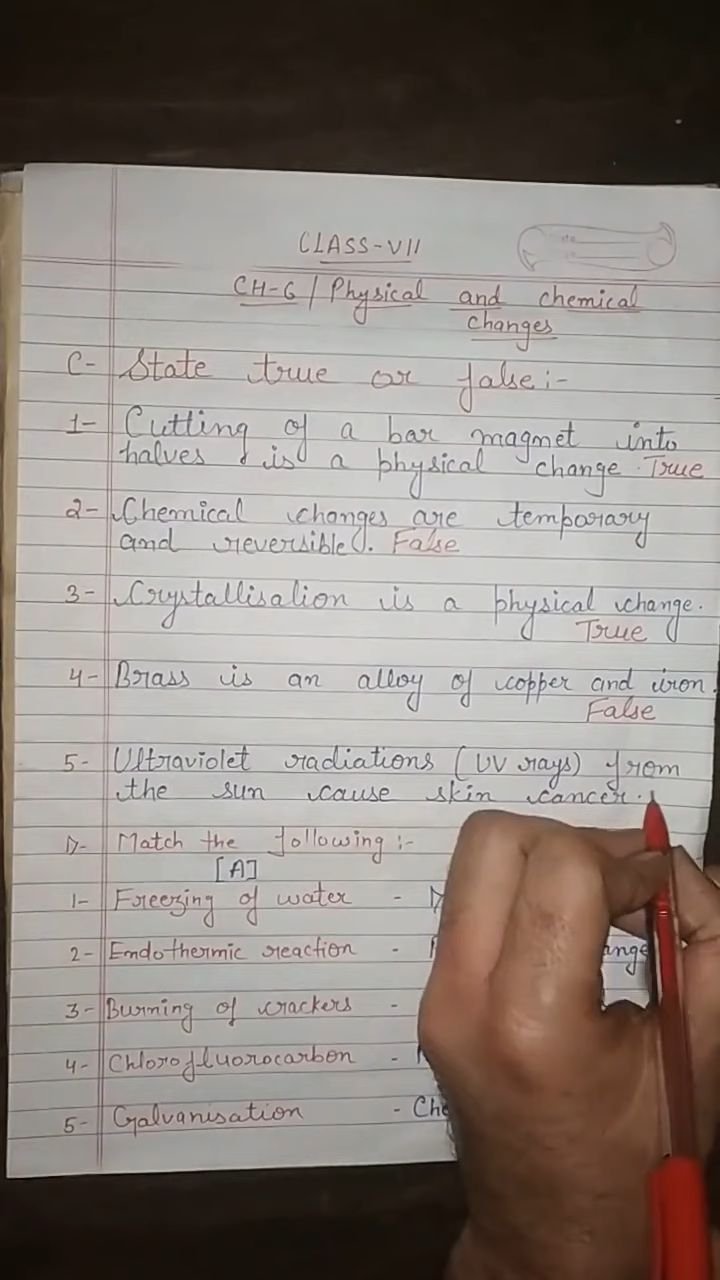 CLASS-VII
CH-6 / Physical and chemical
changes
C- State true or false:-
1- Cutting of a bar magnet into
halves is a physical change. True
2- Chemical changes are temporary
and reversible. False
3- Crystallisation is a physical change.
True
4- Brass is an alloy of copper and iron.
False
5- Ultraviolet radiations (UV rays) from
the sun cause skin cancer.
D- Match the following :-
[A]
1- Freezing of water -
2- Endothermic reaction -
3- Burning of crackers -
4- Chlorofluorocarbon -
5- Galvanisation -